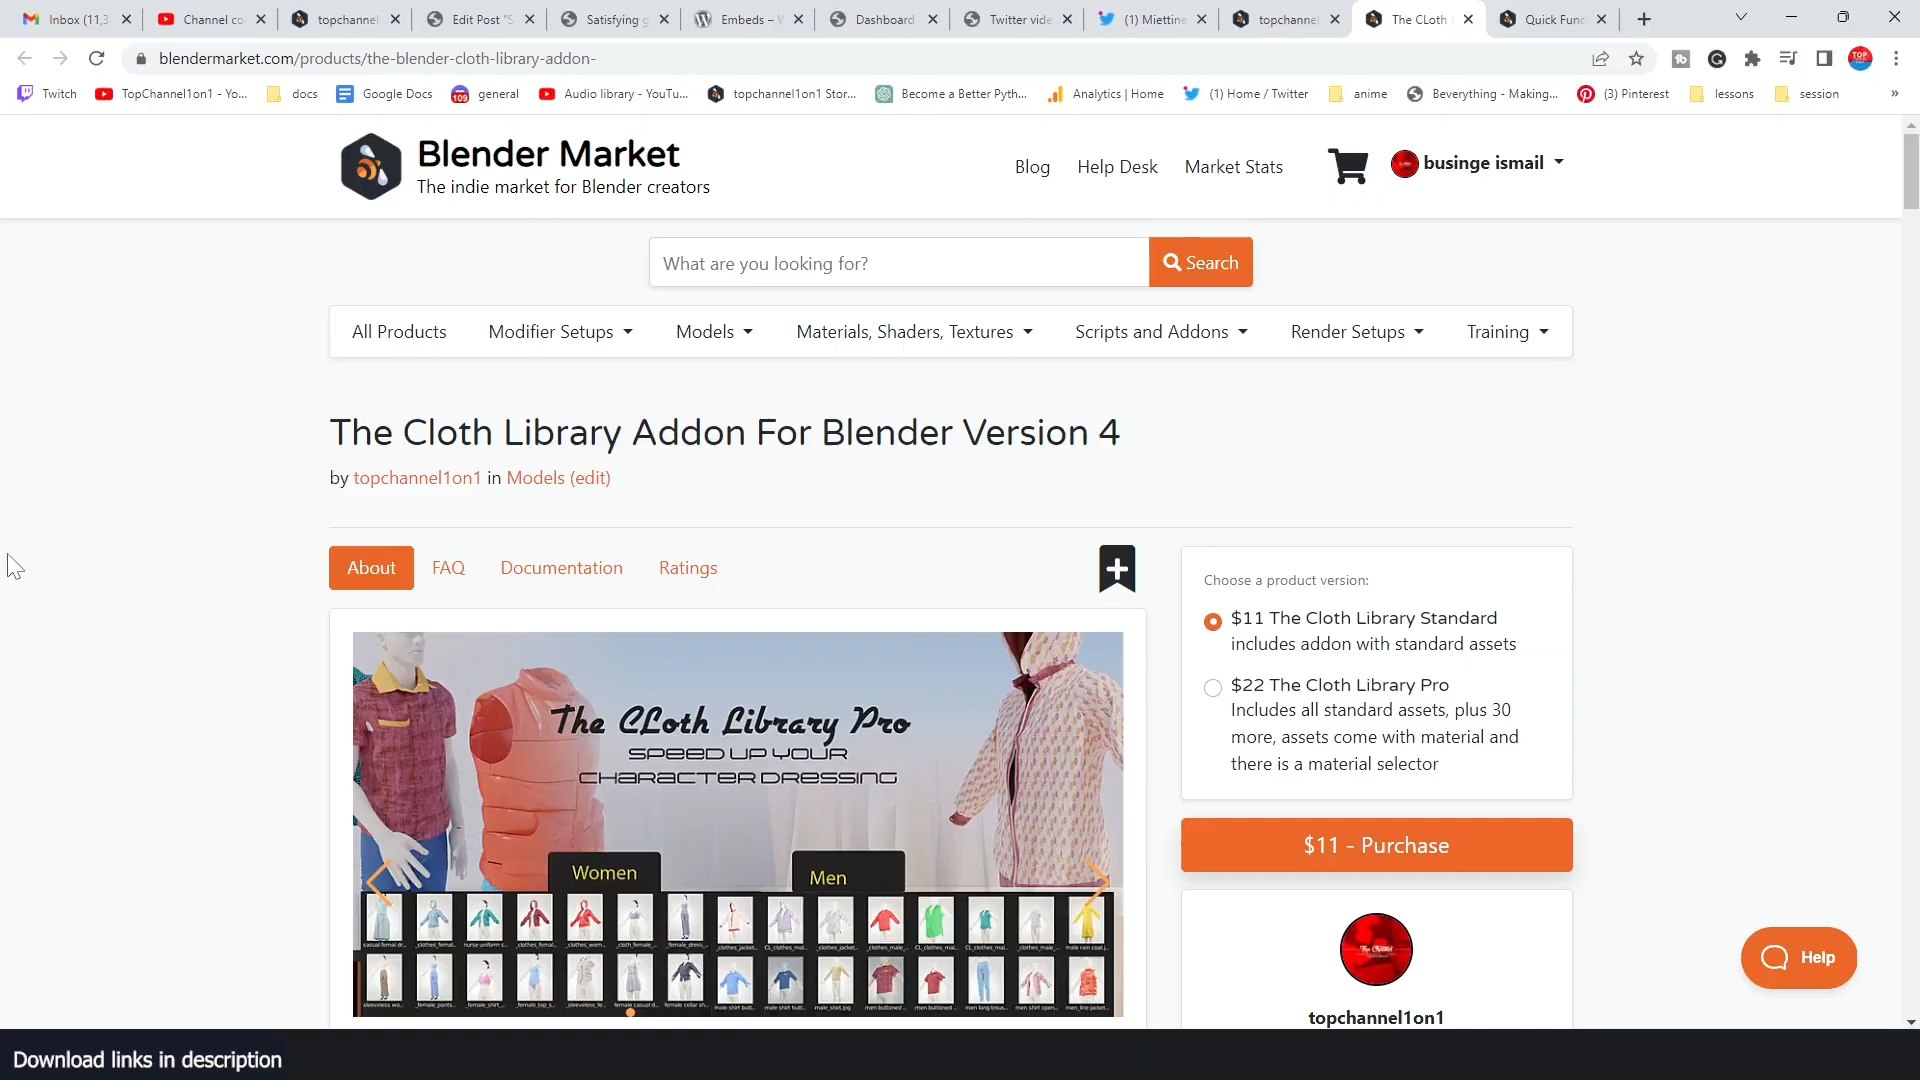 Inbox (11,3
Channel co
topchannel
Edit Post "S
Satisfying g
Embeds – W
Dashboard
Twitter vide
(1) Miettine
topchannel
The CLoth
Quick Func
blendermarket.com/products/the-blender-cloth-library-addon-
Twitch
TopChannel1on1 - Yo...
docs
Google Docs
general
Audio library - YouTu...
topchannel1on1 Stor...
Become a Better Pyth...
Analytics | Home
(1) Home / Twitter
anime
Beverything - Making...
(3) Pinterest
lessons
session
»
Blender Market
The indie market for Blender creators
Blog
Help Desk
Market Stats
businge ismail
What are you looking for?
Search
All Products
Modifier Setups
Models
Materials, Shaders, Textures
Scripts and Addons
Render Setups
Training
The Cloth Library Addon For Blender Version 4
by topchannel1on1 in Models (edit)
About
FAQ
Documentation
Ratings
The CLoth Library Pro
SPEED UP YOUR
CHARACTER DRESSING
Women
Men
Choose a product version:
$11 The Cloth Library Standard
includes addon with standard assets
$22 The Cloth Library Pro
Includes all standard assets, plus 30
more, assets come with material and
there is a material selector
$11 - Purchase
topchannel1on1
Help
Download links in description